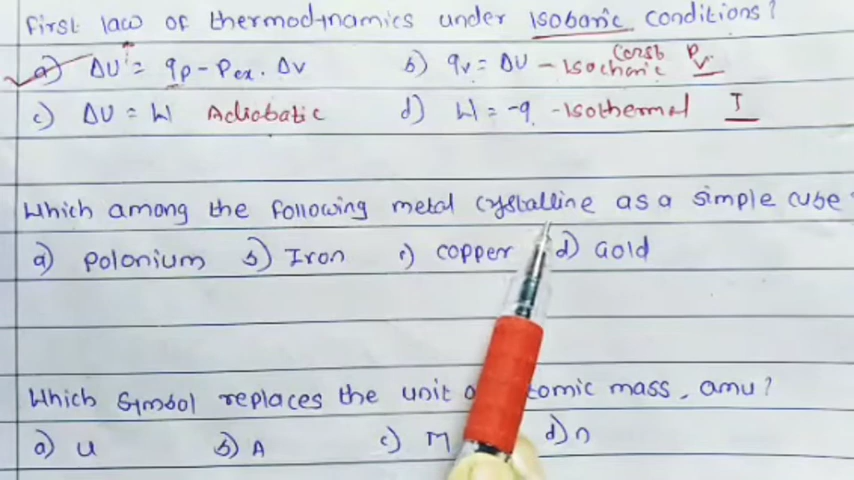 First law of thermodynamics under Isobaric conditions?
a) ΔU = qp - Pex. ΔV b) qv = ΔU - Isochoric Const Pv
c) ΔU = W Adiabatic d) W = -q - Isothermal T
Which among the following metal crystalline as a simple cube?
a) polonium b) Iron c) copper d) Gold
Which symbol replaces the unit atomic mass, amu?
a) u b) A c) M d) n